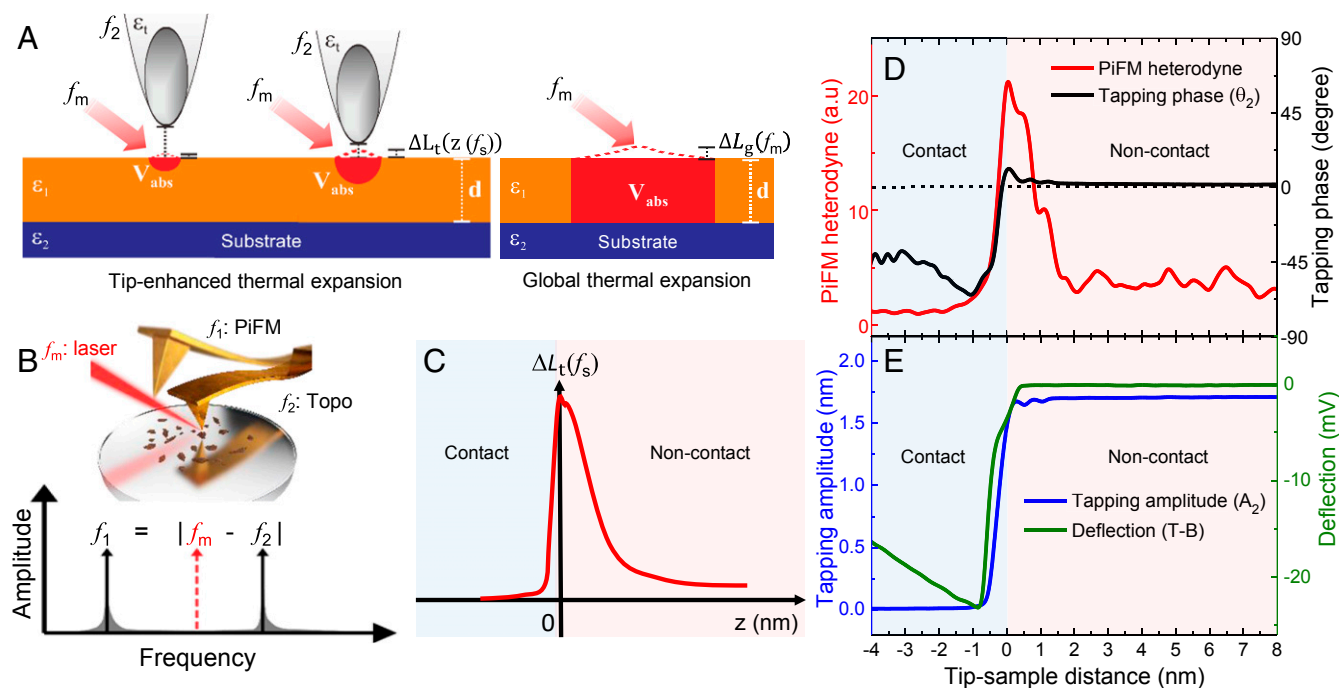 A
f2
εt
fm
Vabs
f2
εt
fm
ΔLt(z (fs))
Vabs
d
ε1
ε2
Substrate
Tip-enhanced thermal expansion
fm
ΔLg(fm)
Vabs
d
ε1
ε2
Substrate
Global thermal expansion
B
f1: PiFM
fm: laser
f2: Topo
f1 = |fm - f2|
Amplitude
Frequency
C
ΔLt(fs)
Contact
Non-contact
0
z (nm)
D
PiFM heterodyne
Tapping phase (θ2)
Contact
Non-contact
PiFM heterodyne (a.u)
20
10
0
Tapping phase (degree)
90
45
0
-45
-90
E
Contact
Non-contact
Tapping amplitude (A2)
Deflection (T-B)
Tapping amplitude (nm)
2.0
1.5
1.0
0.5
0.0
Deflection (mV)
0
-10
-20
-4 -3 -2 -1 0 1 2 3 4 5 6 7 8
Tip-sample distance (nm)